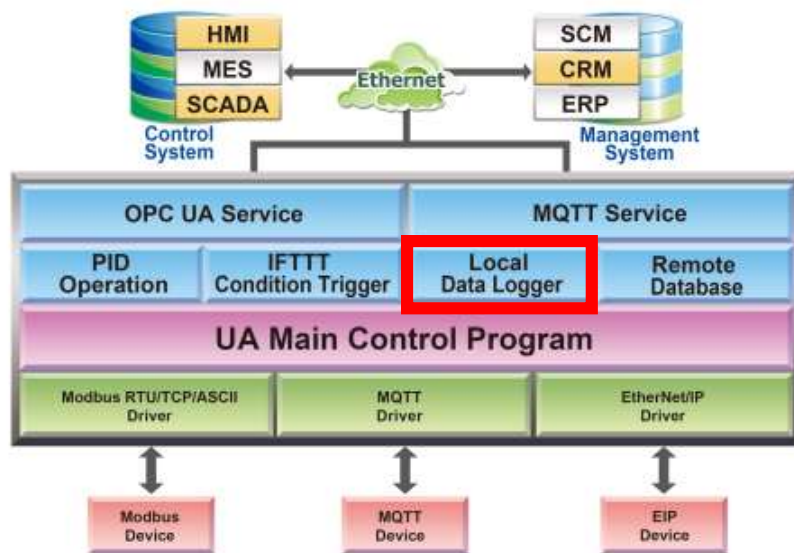 HMI
MES
SCADA
Control
System
Ethernet
SCM
CRM
ERP
Management
System
OPC UA Service
MQTT Service
PID
Operation
IFTTT
Condition Trigger
Local
Data Logger
Remote
Database
UA Main Control Program
Modbus RTU/TCP/ASCII
Driver
MQTT
Driver
EtherNet/IP
Driver
Modbus
Device
MQTT
Device
EIP
Device